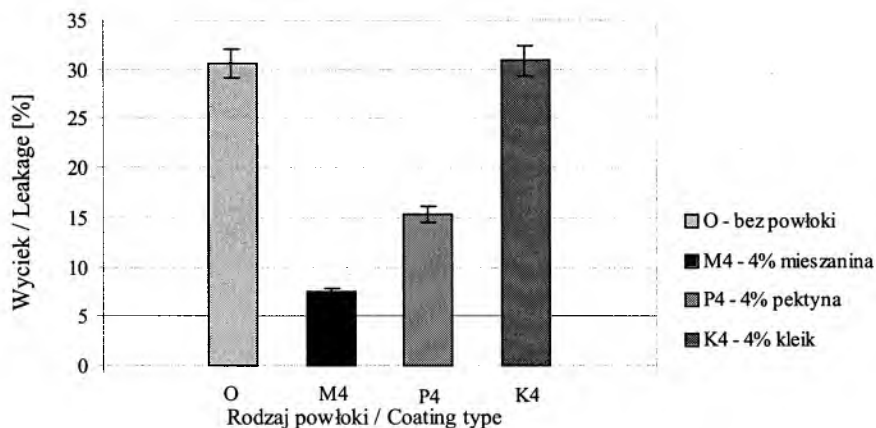 Wyciek / Leakage [%]
35
30
25
20
15
10
5
0
O M4 P4 K4
Rodzaj powłoki / Coating type
O - bez powłoki
M4 - 4% mieszanina
P4 - 4% pektyna
K4 - 4% kleik